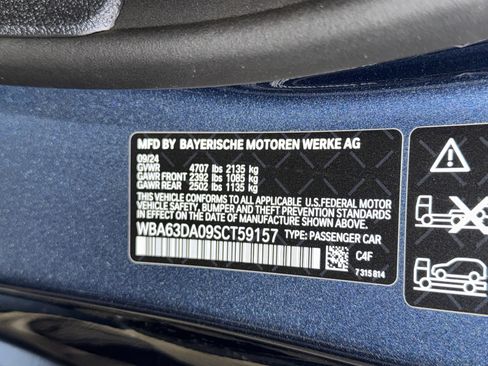 MFD BY BAYERISCHE MOTOREN WERKE AG
09/24
GVWR 4707 lbs 2135 kg
GAWR FRONT 2392 lbs 1085 kg
GAWR REAR 2502 lbs 1135 kg
THIS VEHICLE CONFORMS TO ALL APPLICABLE
U.S.FEDERAL MOTOR
VEHICLE SAFETY, BUMPER, AND THEFT PREVENTION
STANDARDS IN EFFECT ON THE DATE OF
MANUFACTURE SHOWN ABOVE.
WBA63DA09SCT59157 TYPE: PASSENGER CAR
C4F
7 315 814